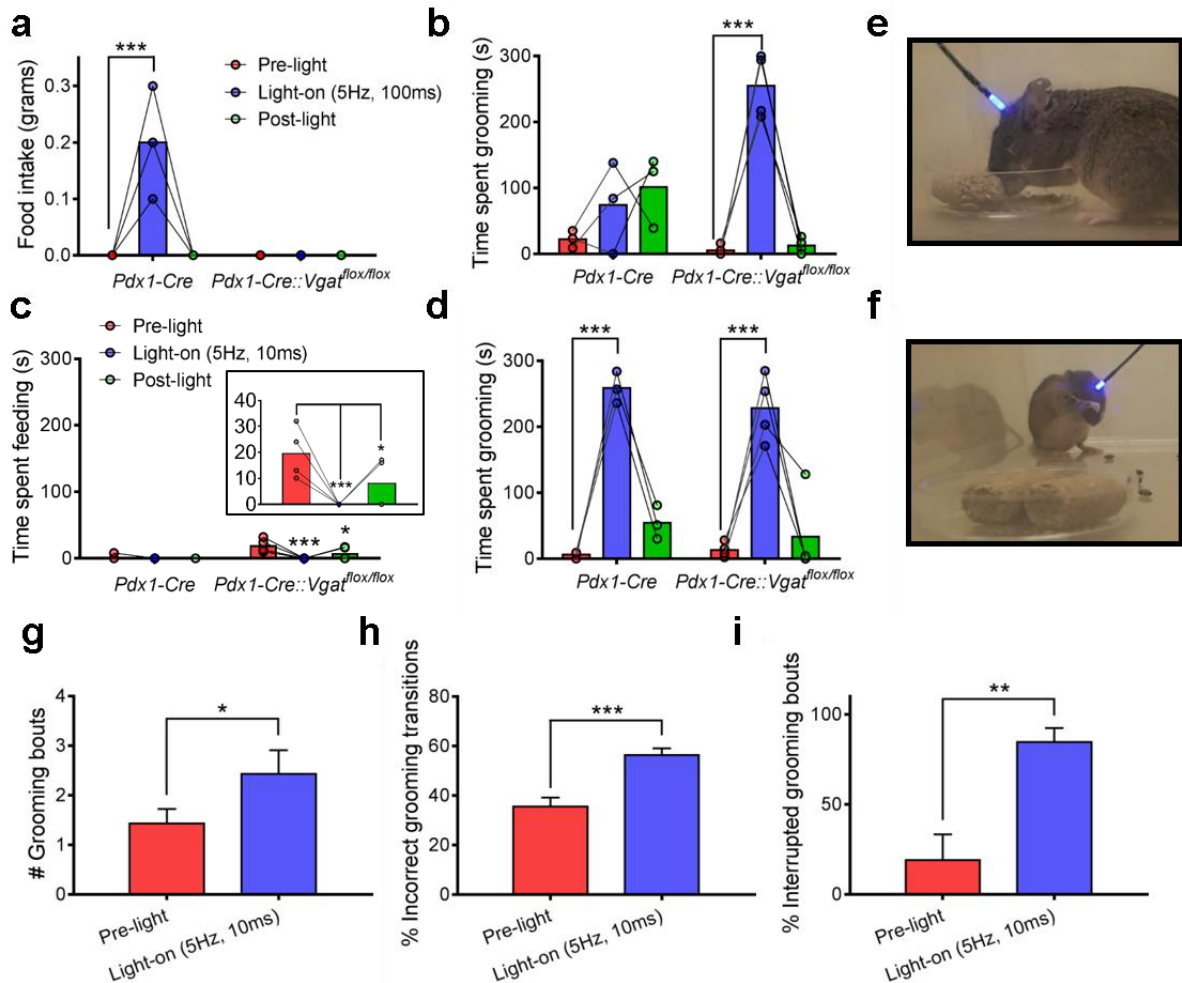 a
***
Food intake (grams)
0.3
0.2
0.1
0.0
Pre-light
Light-on (5Hz, 100ms)
Post-light
Pdx1-Cre
Pdx1-Cre::Vgat^flox/flox
b
***
Time spent grooming (s)
300
200
100
0
Pdx1-Cre
Pdx1-Cre::Vgat^flox/flox
e
c
Pre-light
Light-on (5Hz, 10ms)
Post-light
Time spent feeding (s)
300
200
100
0
40
30
20
10
0
***
*
***
*
Pdx1-Cre
Pdx1-Cre::Vgat^flox/flox
d
***
***
Time spent grooming (s)
300
200
100
0
Pdx1-Cre
Pdx1-Cre::Vgat^flox/flox
f
g
# Grooming bouts
4
3
2
1
0
*
Pre-light
Light-on (5Hz, 10ms)
h
% Incorrect grooming transitions
80
60
40
20
0
***
Pre-light
Light-on (5Hz, 10ms)
i
% Interrupted grooming bouts
100
50
0
**
Pre-light
Light-on (5Hz, 10ms)